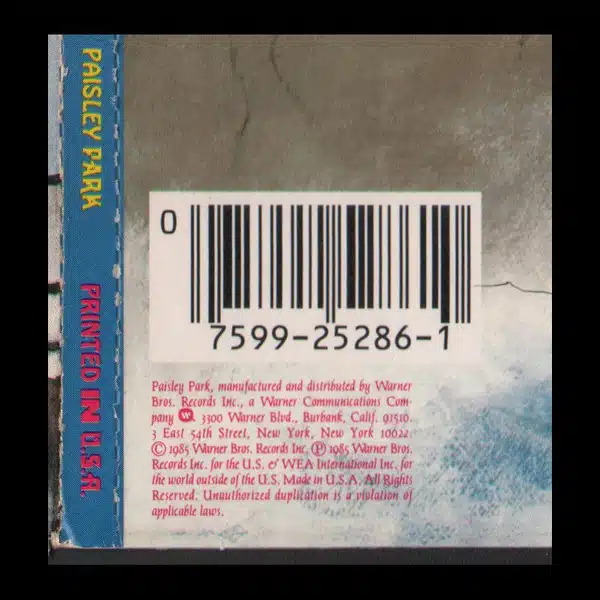 PAISLEY PARK
PRINTED IN U.S.A.
0
7599-25286-1
Paisley Park, manufactured and distributed by Warner
Bros. Records Inc., a Warner Communications Com-
pany W 3300 Warner Blvd., Burbank, Calif. 91510.
3 East 54th Street, New York, New York 10022.
© 1985 Warner Bros. Records Inc. ℗ 1985 Warner Bros.
Records Inc. for the U.S. & WEA International Inc. for
the world outside of the U.S. Made in U.S.A. All Rights
Reserved. Unauthorized duplication is a violation of
applicable laws.